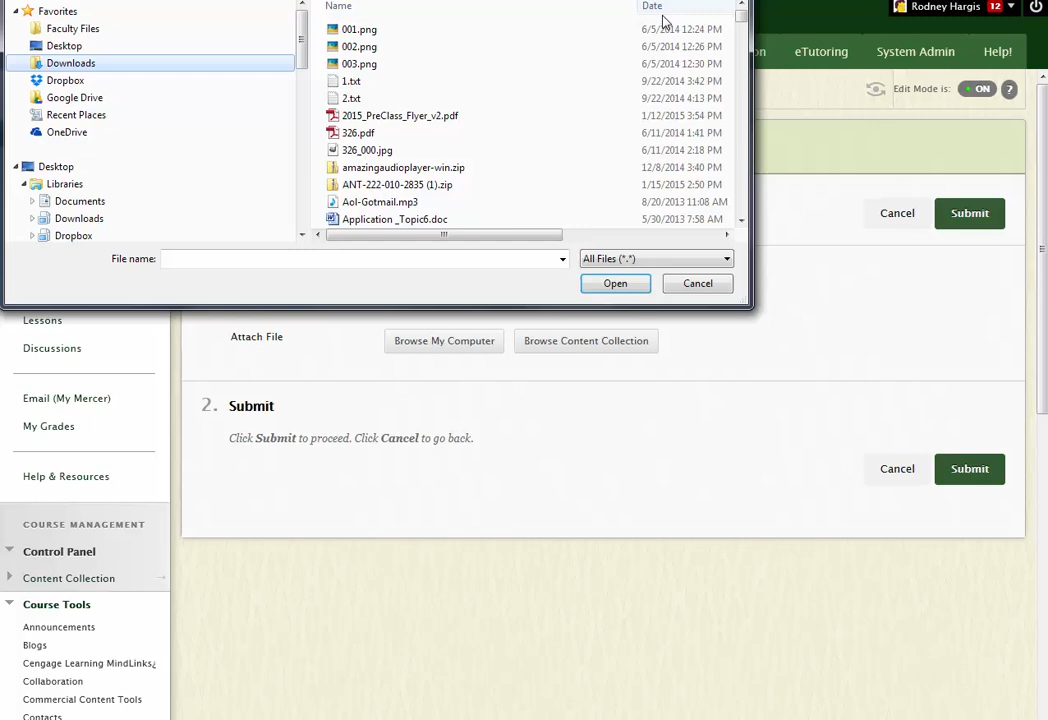 Favorites
Faculty Files
Desktop
Downloads
Dropbox
Google Drive
Recent Places
OneDrive
Desktop
Libraries
Documents
Downloads
Dropbox
Name Date
001.png 6/5/2014 12:24 PM
002.png 6/5/2014 12:26 PM
003.png 6/5/2014 12:30 PM
1.txt 9/22/2014 3:42 PM
2.txt 9/22/2014 4:13 PM
2015_PreClass_Flyer_v2.pdf 1/12/2015 3:54 PM
326.pdf 6/11/2014 1:41 PM
326_000.jpg 6/11/2014 2:18 PM
amazingaudioplayer-win.zip 12/8/2014 3:40 PM
ANT-222-010-2835 (1).zip 1/15/2015 2:50 PM
AoI-Gotmail.mp3 8/20/2013 11:08 AM
Application _Topic6.doc 5/30/2013 7:58 AM
File name: All Files (*.*)
Open Cancel
Rodney Hargis 12
eTutoring System Admin Help!
Edit Mode is: ON ?
Cancel Submit
Attach File Browse My Computer Browse Content Collection
2. Submit
Click Submit to proceed. Click Cancel to go back.
Cancel Submit
Lessons
Discussions
Email (My Mercer)
My Grades
Help & Resources
COURSE MANAGEMENT
Control Panel
Content Collection
Course Tools
Announcements
Blogs
Cengage Learning MindLinks¿
Collaboration
Commercial Content Tools
Contacts